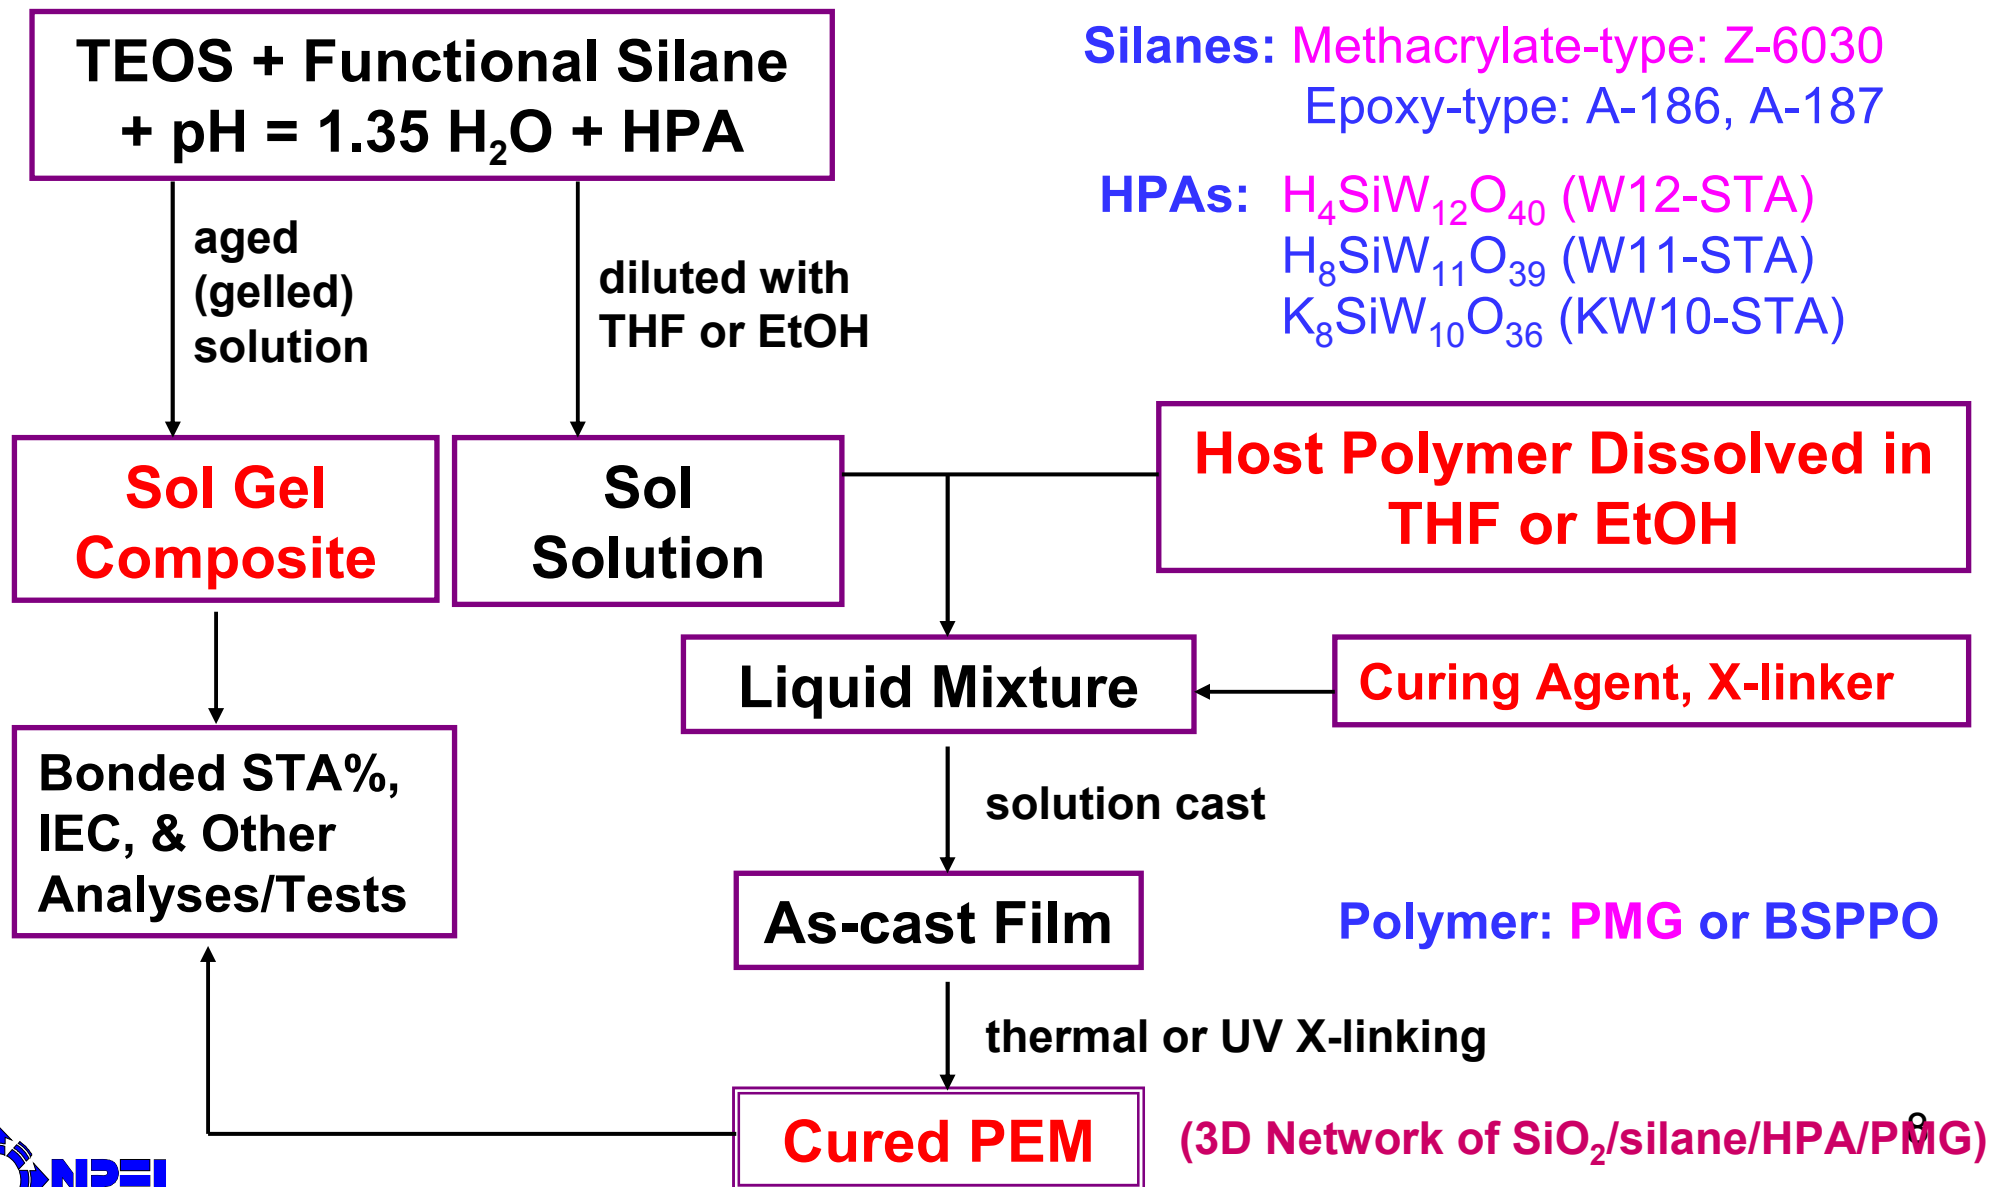 TEOS + Functional Silane
+ pH = 1.35 H₂O + HPA
Silanes: Methacrylate-type: Z-6030
Epoxy-type: A-186, A-187
HPAs: H₄SiW₁₂O₄₀ (W12-STA)
H₈SiW₁₁O₃₉ (W11-STA)
K₈SiW₁₀O₃₆ (KW10-STA)
aged
(gelled)
solution
diluted with
THF or EtOH
Sol Gel
Composite
Sol
Solution
Host Polymer Dissolved in
THF or EtOH
Liquid Mixture
Curing Agent, X-linker
Bonded STA%,
IEC, & Other
Analyses/Tests
solution cast
As-cast Film
Polymer: PMG or BSPPO
thermal or UV X-linking
Cured PEM
(3D Network of SiO₂/silane/HPA/PMG)
8